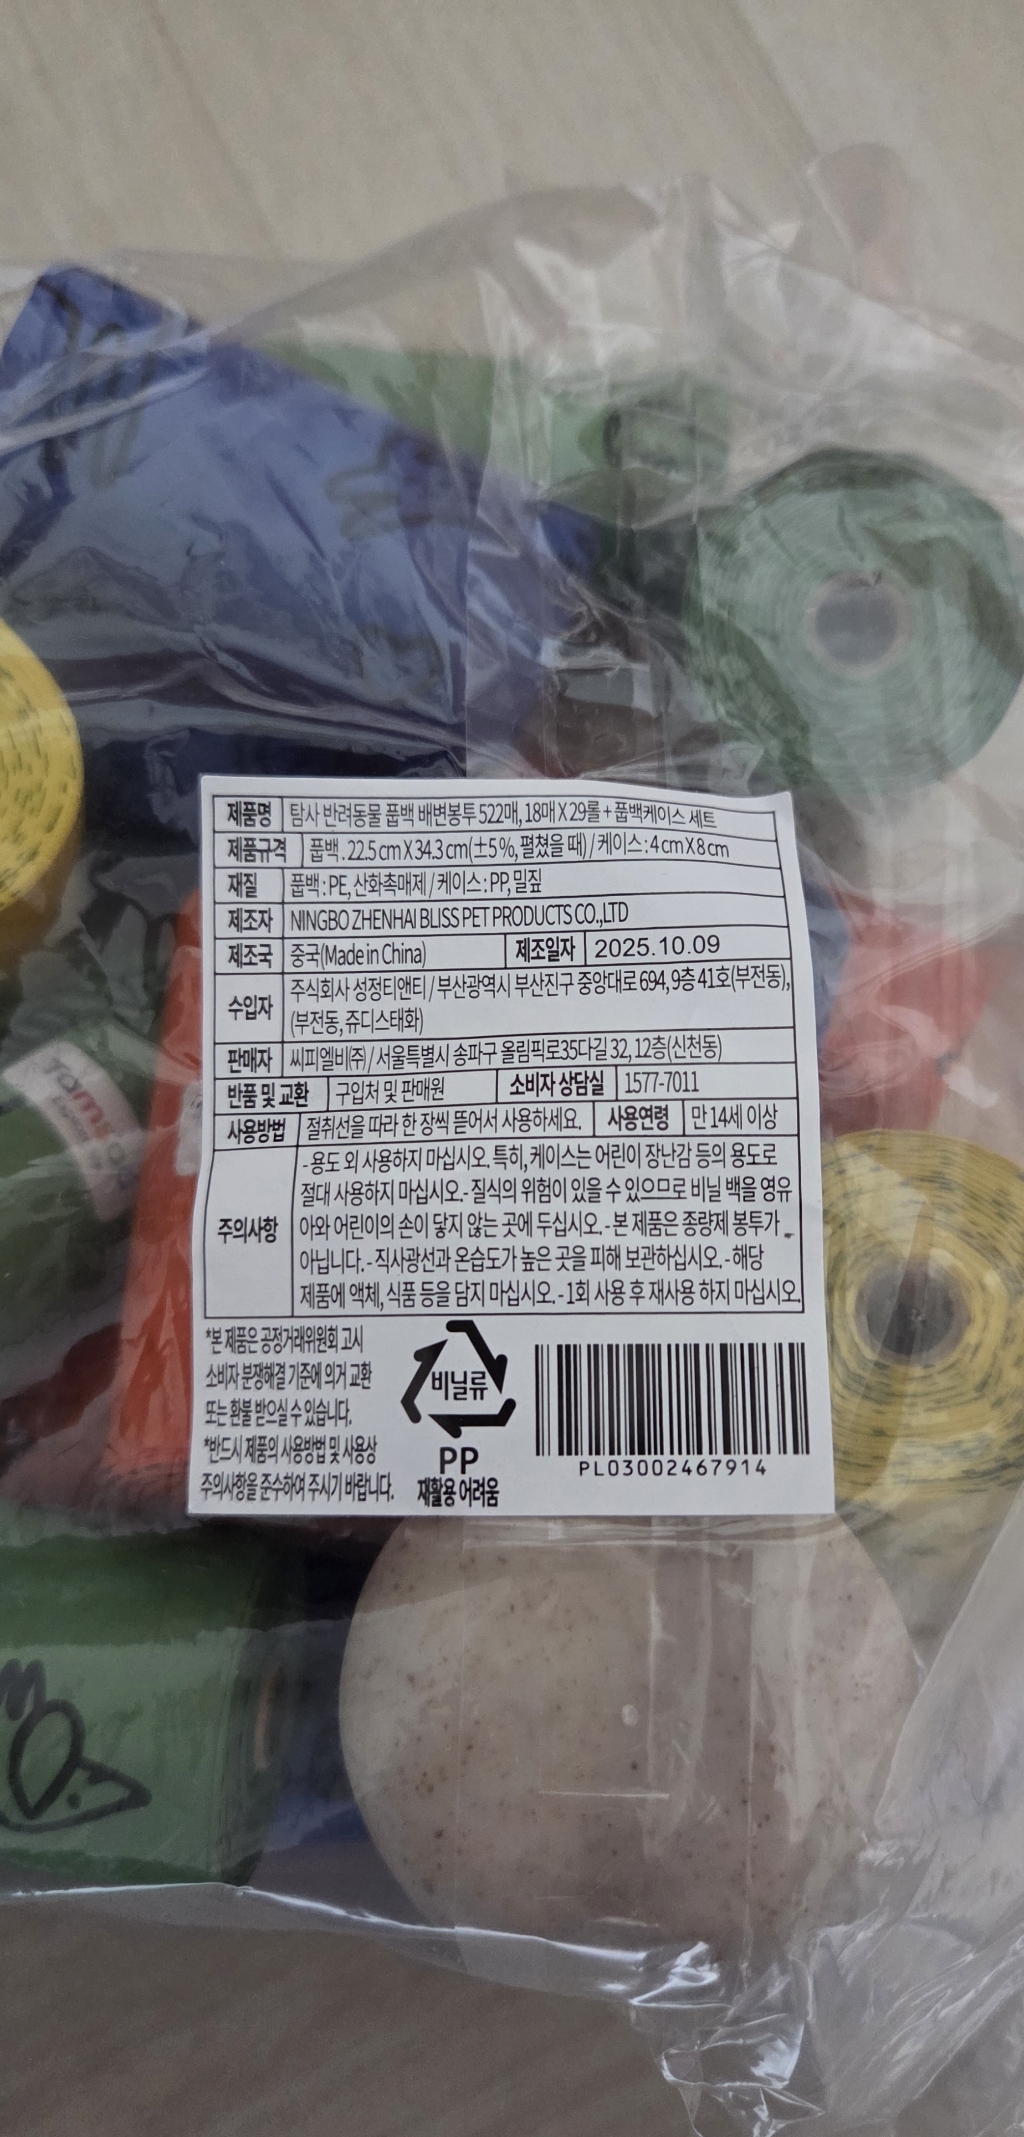 제품명 탐사 반려동물 풉백 배변봉투 522매, 18매 X 29롤 + 풉백케이스 세트
제품규격 풉백 . 22.5cm X 34.3cm(±5%, 펼쳤을 때) / 케이스 : 4cm X 8cm
재질 풉백 : PE, 산화촉매제 / 케이스 : PP, 밀짚
제조자 NINGBO ZHENHAI BLISS PET PRODUCTS CO.,LTD
제조국 중국(Made in China) 제조일자 2025.10.09
수입자 주식회사 성정티앤티 / 부산광역시 부산진구 중앙대로 694, 9층 41호(부전동),
(부전동, 쥬디스태화)
판매자 씨피엘비(주) / 서울특별시 송파구 올림픽로35다길 32, 12층(신천동)
반품 및 교환 구입처 및 판매원 소비자 상담실 1577-7011
사용방법 절취선을 따라 한 장씩 뜯어서 사용하세요. 사용연령 만 14세 이상
주의사항 - 용도 외 사용하지 마십시오. 특히, 케이스는 어린이 장난감 등의 용도로
절대 사용하지 마십시오.- 질식의 위험이 있을 수 있으므로 비닐 백을 영유
아와 어린이의 손이 닿지 않는 곳에 두십시오. - 본 제품은 종량제 봉투가
아닙니다. - 직사광선과 온습도가 높은 곳을 피해 보관하십시오. - 해당
제품에 액체, 식품 등을 담지 마십시오. - 1회 사용 후 재사용 하지 마십시오.
*본 제품은 공정거래위원회 고시
소비자 분쟁해결 기준에 의거 교환
또는 환불 받으실 수 있습니다.
*반드시 제품의 사용방법 및 사용상
주의사항을 준수하여 주시기 바랍니다.
비닐류
PP
재활용 어려움
PL03002467914